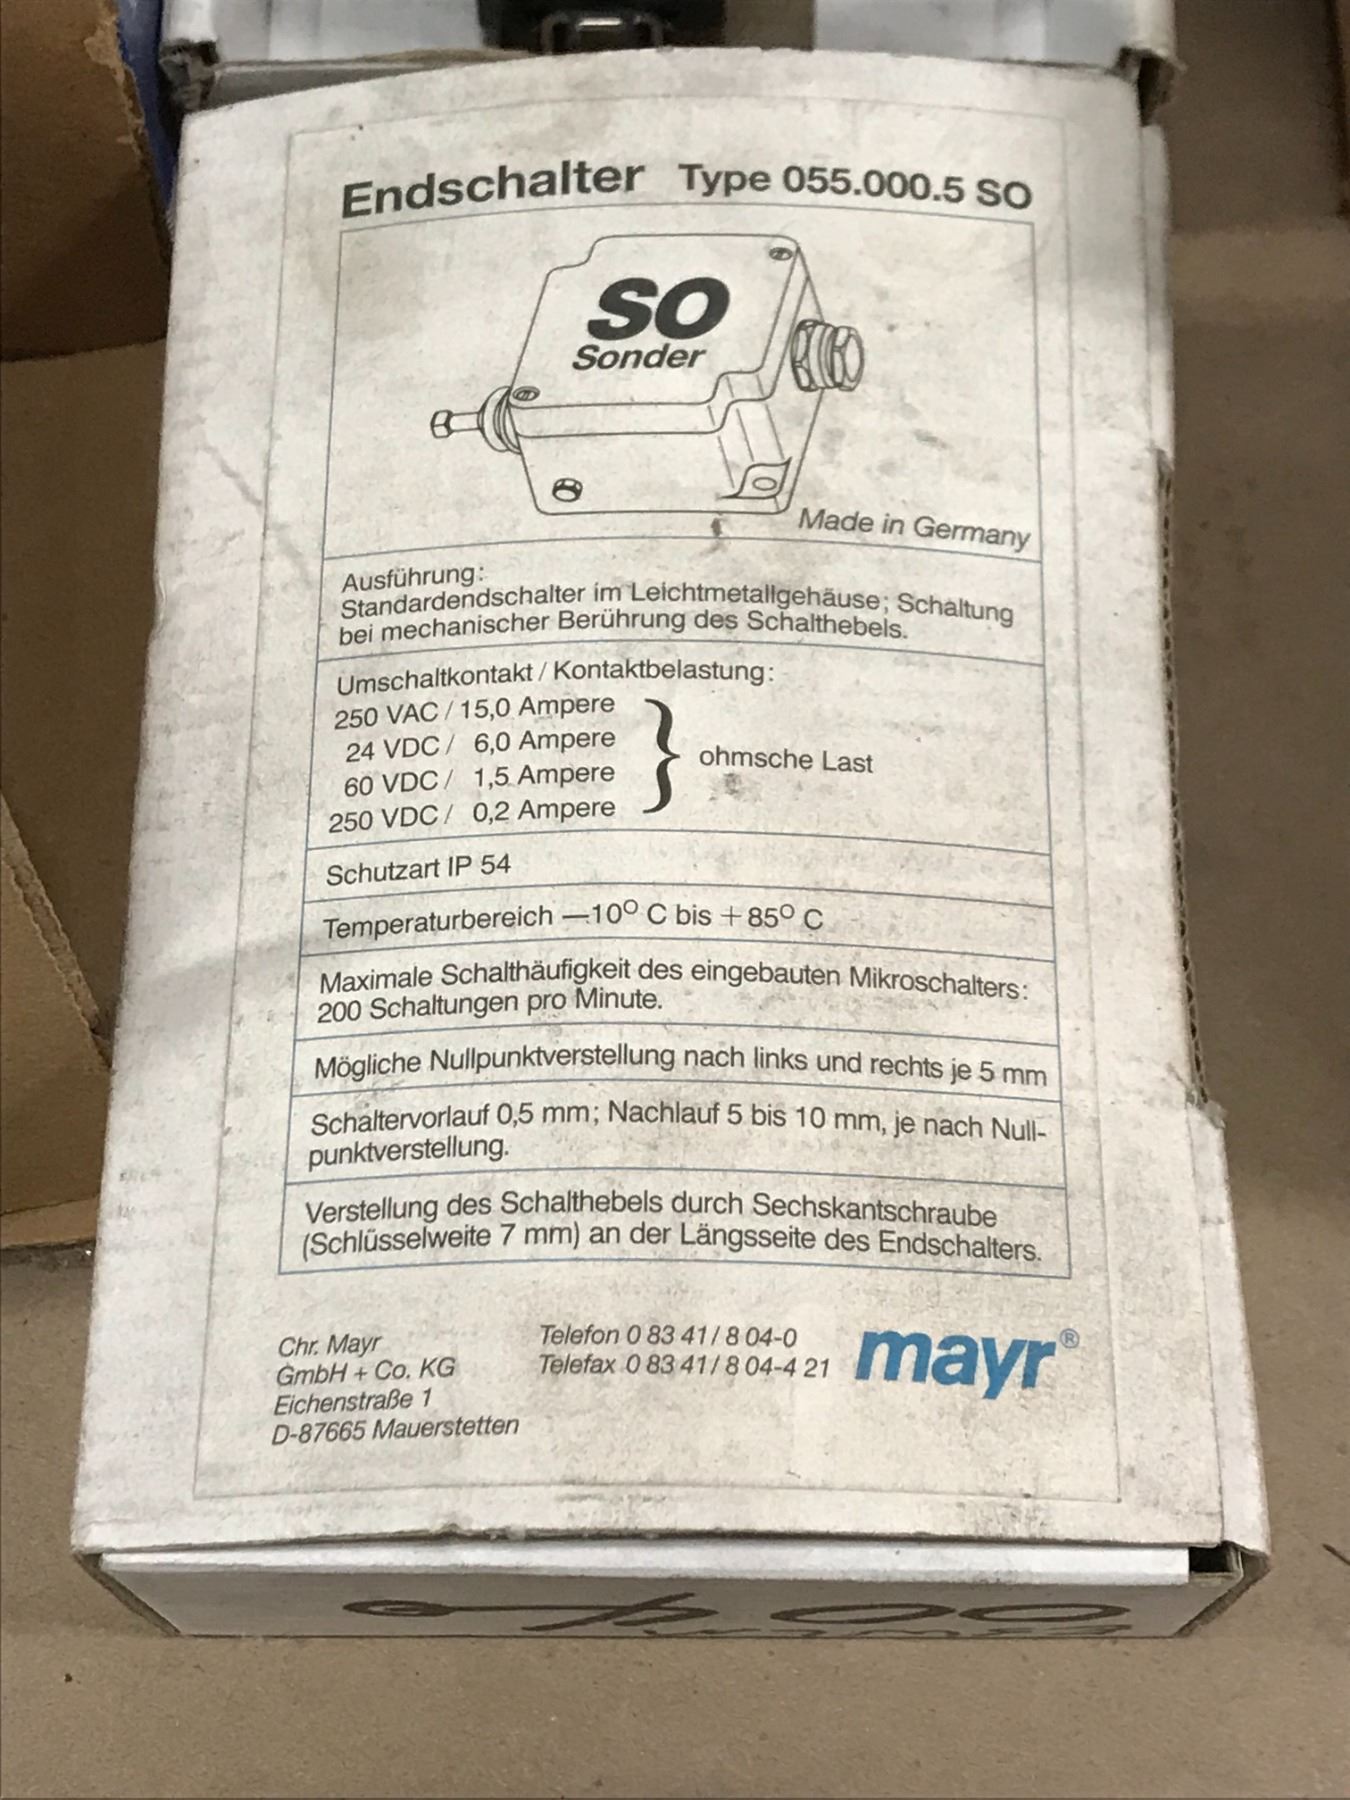 Endschalter Type 055.000.5 SO
SO
Sonder
Made in Germany
Ausführung:
Standardendschalter im Leichtmetallgehäuse; Schaltung
bei mechanischer Berührung des Schalthebels.
Umschaltkontakt / Kontaktbelastung:
250 VAC / 15,0 Ampere
24 VDC / 6,0 Ampere
60 VDC / 1,5 Ampere
250 VDC / 0,2 Ampere
} ohmsche Last
Schutzart IP 54
Temperaturbereich —10° C bis +85° C
Maximale Schalthäufigkeit des eingebauten Mikroschalters:
200 Schaltungen pro Minute.
Mögliche Nullpunktverstellung nach links und rechts je 5 mm
Schaltervorlauf 0,5 mm; Nachlauf 5 bis 10 mm, je nach Null-
punktverstellung.
Verstellung des Schalthebels durch Sechskantschraube
(Schlüsselweite 7 mm) an der Längsseite des Endschalters.
Chr. Mayr
GmbH + Co. KG
Eichenstraße 1
D-87665 Mauerstetten
Telefon 0 83 41 / 8 04-0
Telefax 0 83 41 / 8 04-4 21
mayr®